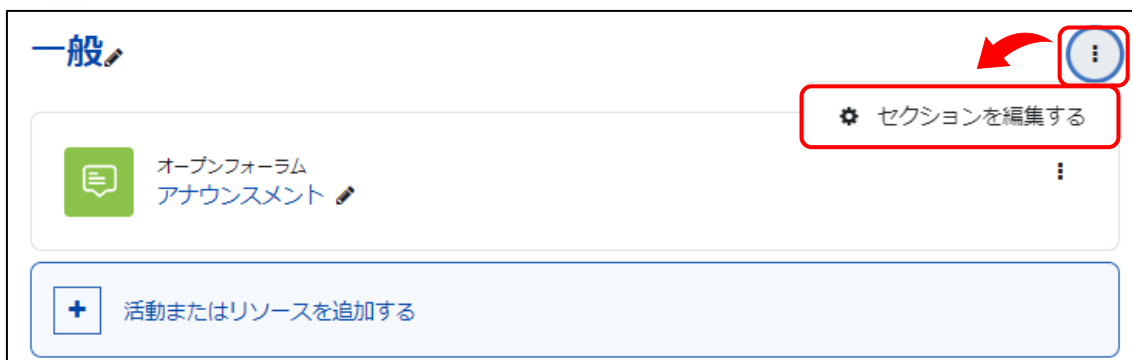 一般
セクションを編集する
オープンフォーラム
アナウンスメント
活動またはリソースを追加する